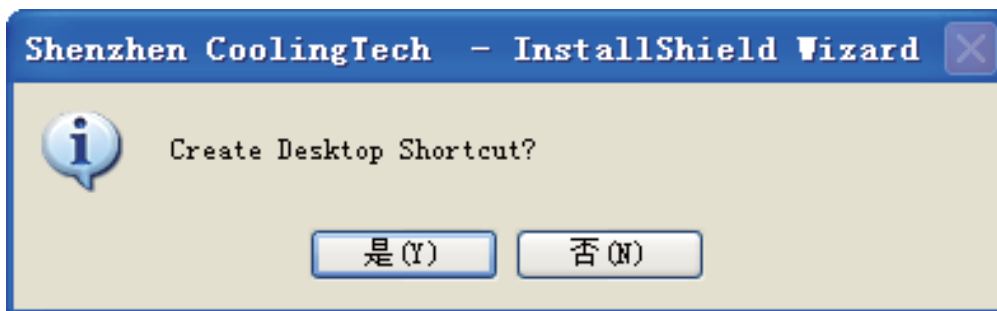 Shenzhen CoolingTech - InstallShield Wizard
Create Desktop Shortcut?
是(Y) 否(N)